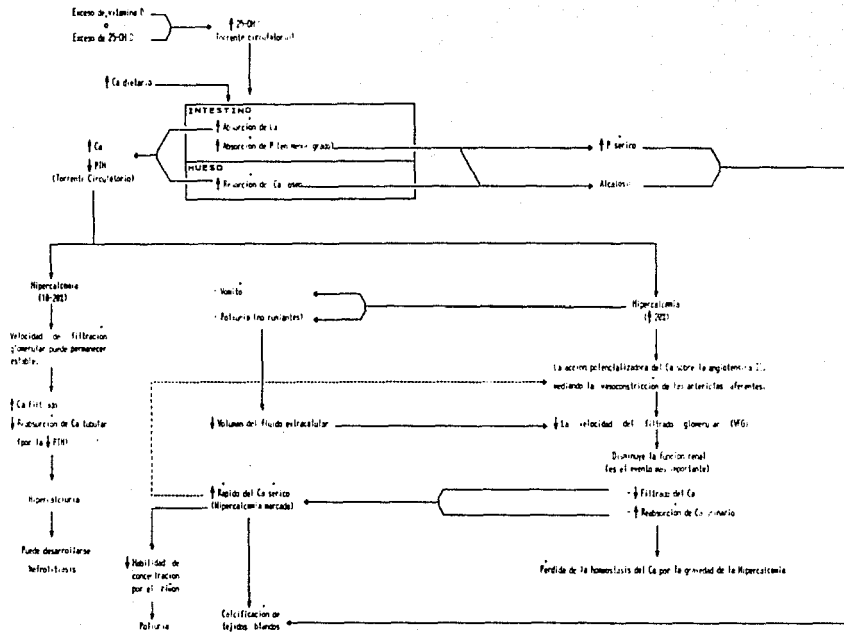 Exceso de vitamina D
o
Exceso de 25-OH D
↑ 25-OH
(torrente circulatorio)
↑ Ca dietario
INTESTINO
↑ Absorción de Ca
↑ Absorción de P (en menor grado)
HUESO
↑ Resorción de Ca oseo
↑ Ca
↓ PTH
(Torrente Circulatorio)
↑ P sérico
Alcalosis
Hipercalcemia
(10-20%)
Velocidad de filtración
glomerular puede permanecer
estable.
↑ Ca filtrado
↓ Reabsorción de Ca tubular
(por la ↓ PTH)
Hipercalciuria
Puede desarrollarse
Nefrolitiasis
- Vómito
- Poliuria (no rumiantes)
Hipercalcemia
(↑ 20%)
La acción potencializadora del Ca sobre la angiotensina II,
mediando la vasoconstricción de las arteriolas aferentes.
↓ Volumen del fluido extracelular
↓ La velocidad del filtrado glomerular (VFG)
Disminuye la función renal
(es el evento más importante)
↑ Rápido del Ca sérico
(Hipercalcemia marcada)
- ↓ Filtrado del Ca
- ↑ Reabsorción de Ca urinario
↓ Habilidad de
concentración
por el riñon
Poliuria
Calcificación de
tejidos blandos
Pérdida de la homeostasis del Ca por la gravedad de la Hipercalcemia